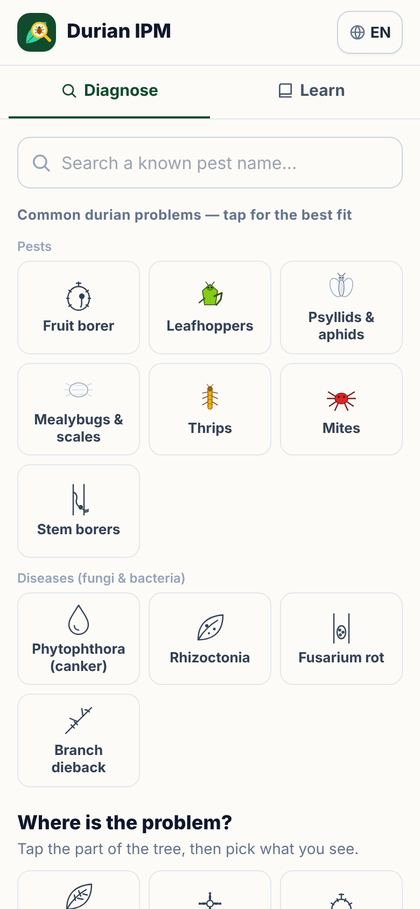 Durian IPM
EN
Diagnose
Learn
Search a known pest name...
Common durian problems — tap for the best fit
Pests
Fruit borer
Leafhoppers
Psyllids &
aphids
Mealybugs &
scales
Thrips
Mites
Stem borers
Diseases (fungi & bacteria)
Phytophthora
(canker)
Rhizoctonia
Fusarium rot
Branch
dieback
Where is the problem?
Tap the part of the tree, then pick what you see.